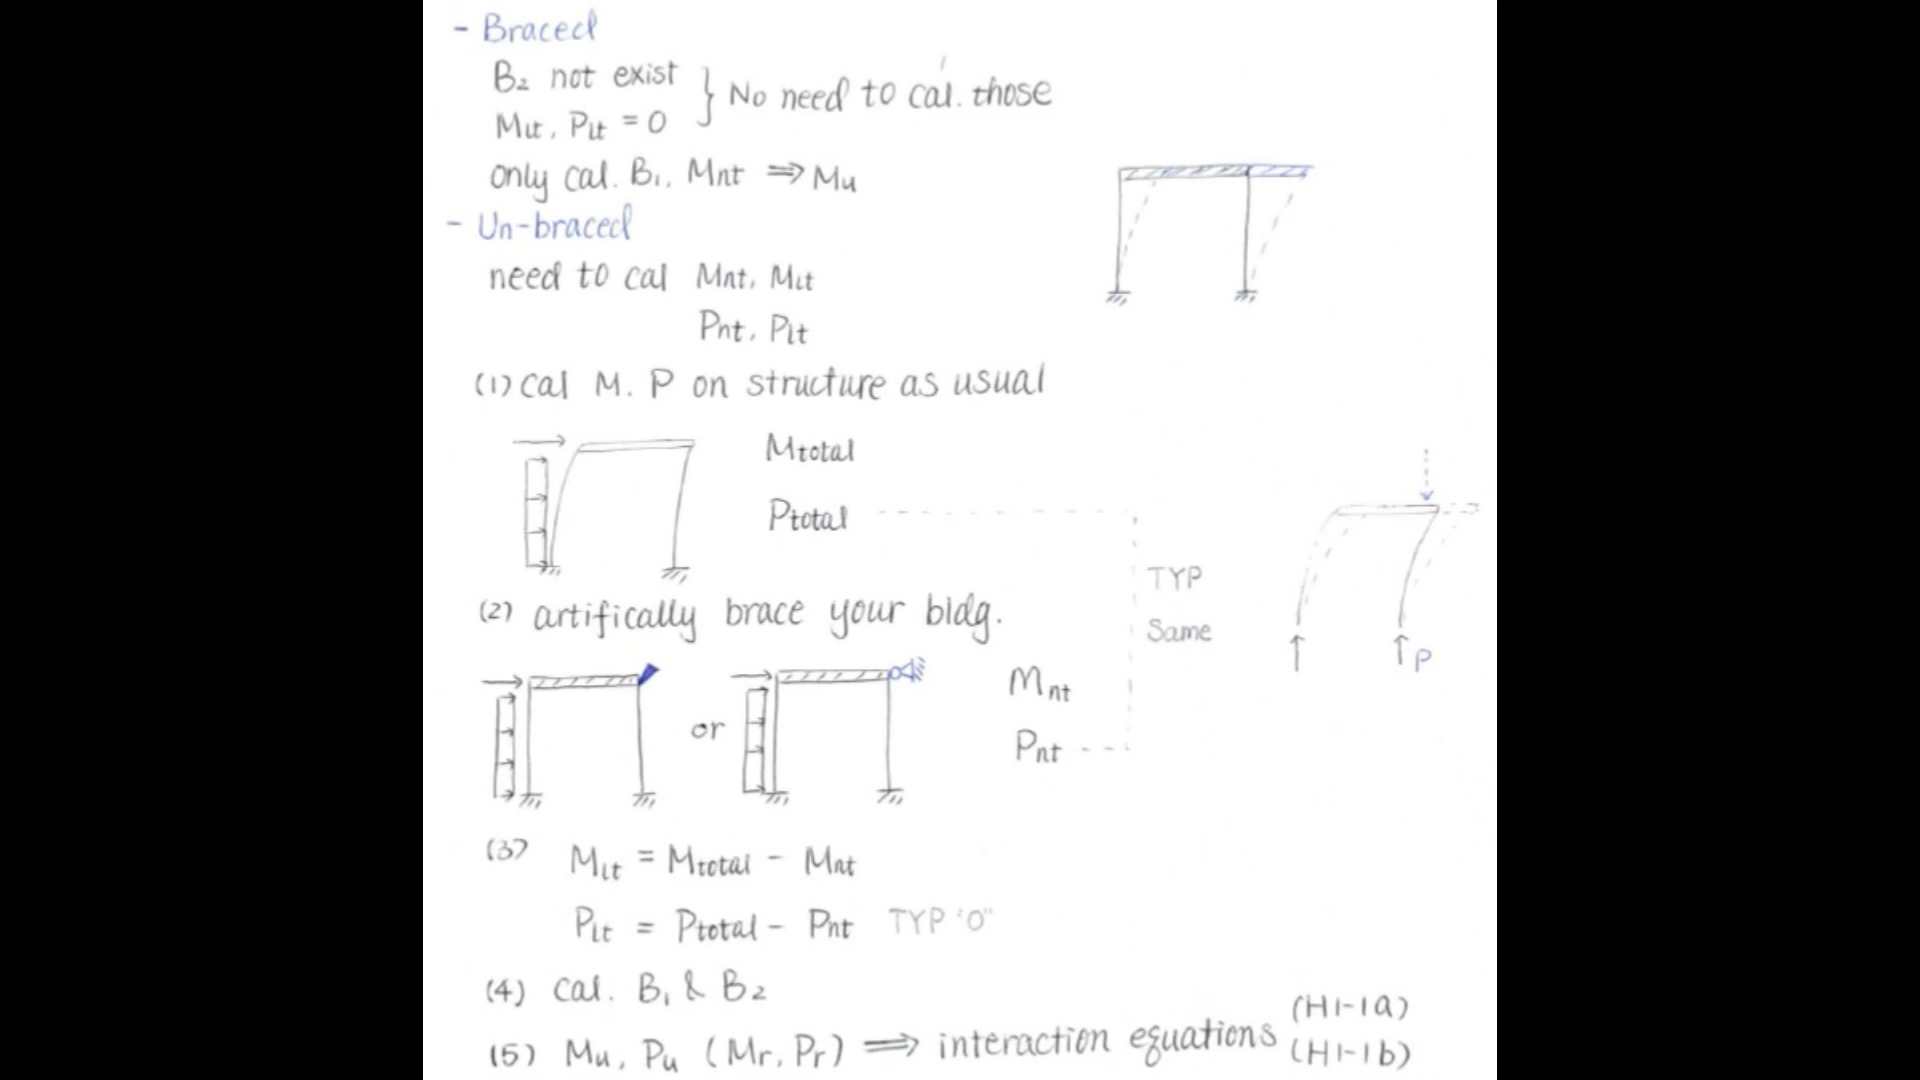 - Braced
B2 not exist } No need to cal. those
Mlt, Plt = 0
only cal. B1, Mnt ⇒ Mu
- Un-braced
need to cal Mnt, Mlt
Pnt, Plt
(1) cal M. P on structure as usual
Mtotal
Ptotal
TYP
Same
P
(2) artifically brace your bldg.
or
Mnt
Pnt
(3) Mlt = Mtotal - Mnt
Plt = Ptotal - Pnt TYP "0"
(4) cal. B1 & B2
(5) Mu, Pu (Mr, Pr) ⇒ interaction equations (H1-1a)
(H1-1b)